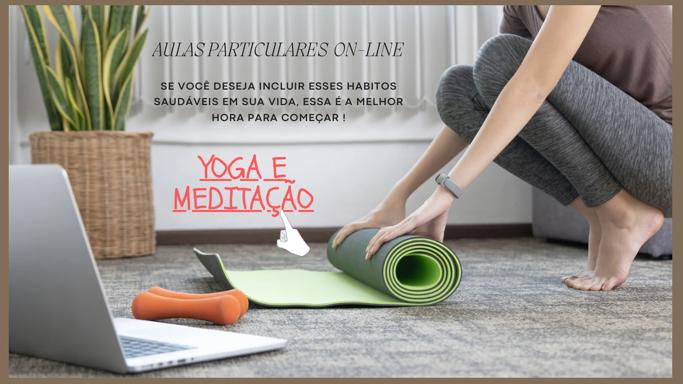 AULAS PARTICULARES ON-LINE
SE VOCÊ DESEJA INCLUIR ESSES HABITOS
SAUDÁVEIS EM SUA VIDA, ESSA É A MELHOR
HORA PARA COMEÇAR !
YOGA E
MEDITAÇÃO